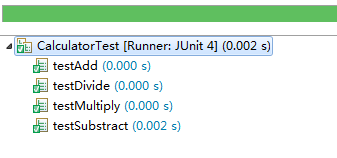 CalculatorTest [Runner: JUnit 4] (0.002 s)
testAdd (0.000 s)
testDivide (0.000 s)
testMultiply (0.000 s)
testSubstract (0.002 s)